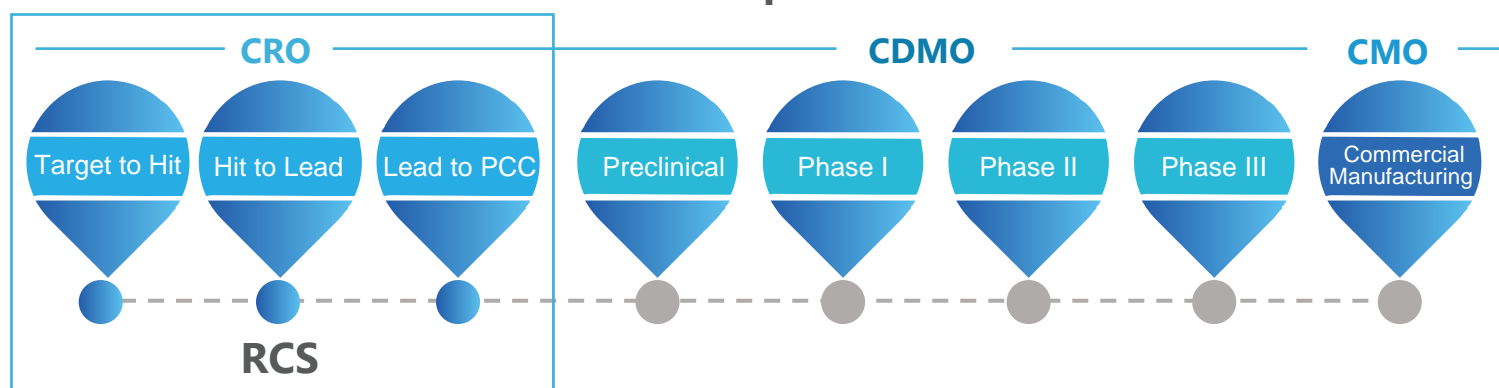 CRO
CDMO
CMO
Target to Hit
Hit to Lead
Lead to PCC
Preclinical
Phase I
Phase II
Phase III
Commercial
Manufacturing
RCS